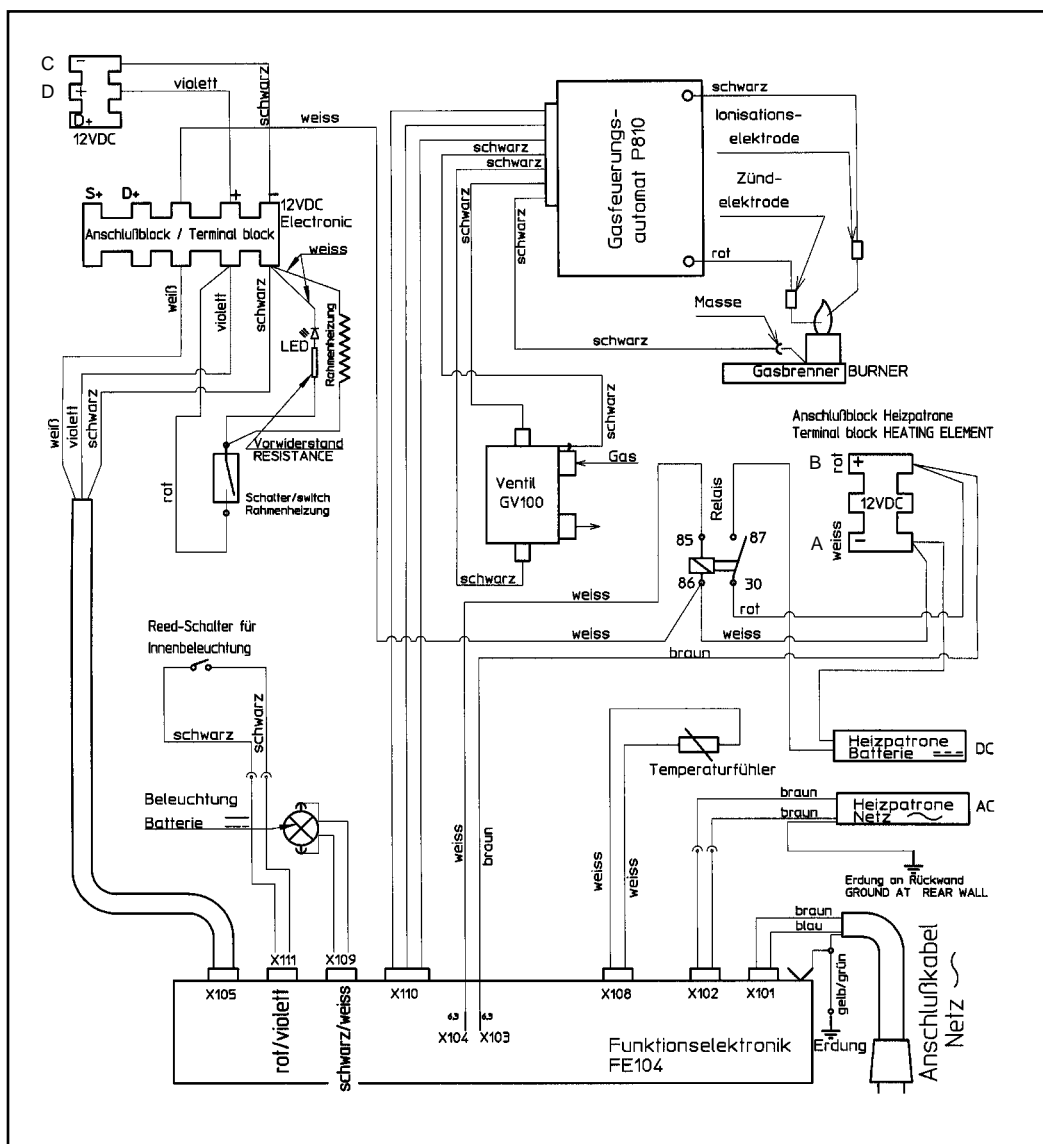 C
D
-
+
D+
12VDC
violett
schwarz
weiss
S+
D+
+
-
12VDC
Electronic
Anschlußblock / Terminal block
weiss
weiß
violett
schwarz
LED
Rahmenheizung
weiß
violett
schwarz
rot
Vorwiderstand
RESISTANCE
Schalter/switch
Rahmenheizung
schwarz
schwarz
schwarz
schwarz
Gasfeuerungs-
automat P810
schwarz
Ionisations-
elektrode
Zünd-
elektrode
rot
Masse
schwarz
Gasbrenner
BURNER
schwarz
Gas
Ventil
GV100
schwarz
Anschlußblock Heizpatrone
Terminal block HEATING ELEMENT
B
rot
+
12VDC
A
weiss
-
Relais
85
87
86
30
weiss
rot
weiss
weiss
braun
Reed-Schalter für
Innenbeleuchtung
schwarz
schwarz
Beleuchtung
Batterie
weiss
braun
Temperaturfühler
weiss
weiss
Heizpatrone
Batterie
DC
braun
braun
Heizpatrone
Netz
AC
Erdung an Rückwand
GROUND AT REAR WALL
braun
blau
gelb/grün
Erdung
Anschlußkabel
Netz
X105
X111
rot/violett
X109
schwarz/weiss
X110
6.3
6.3
X104
X103
X108
X102
X101
Funktionselektronik
FE104